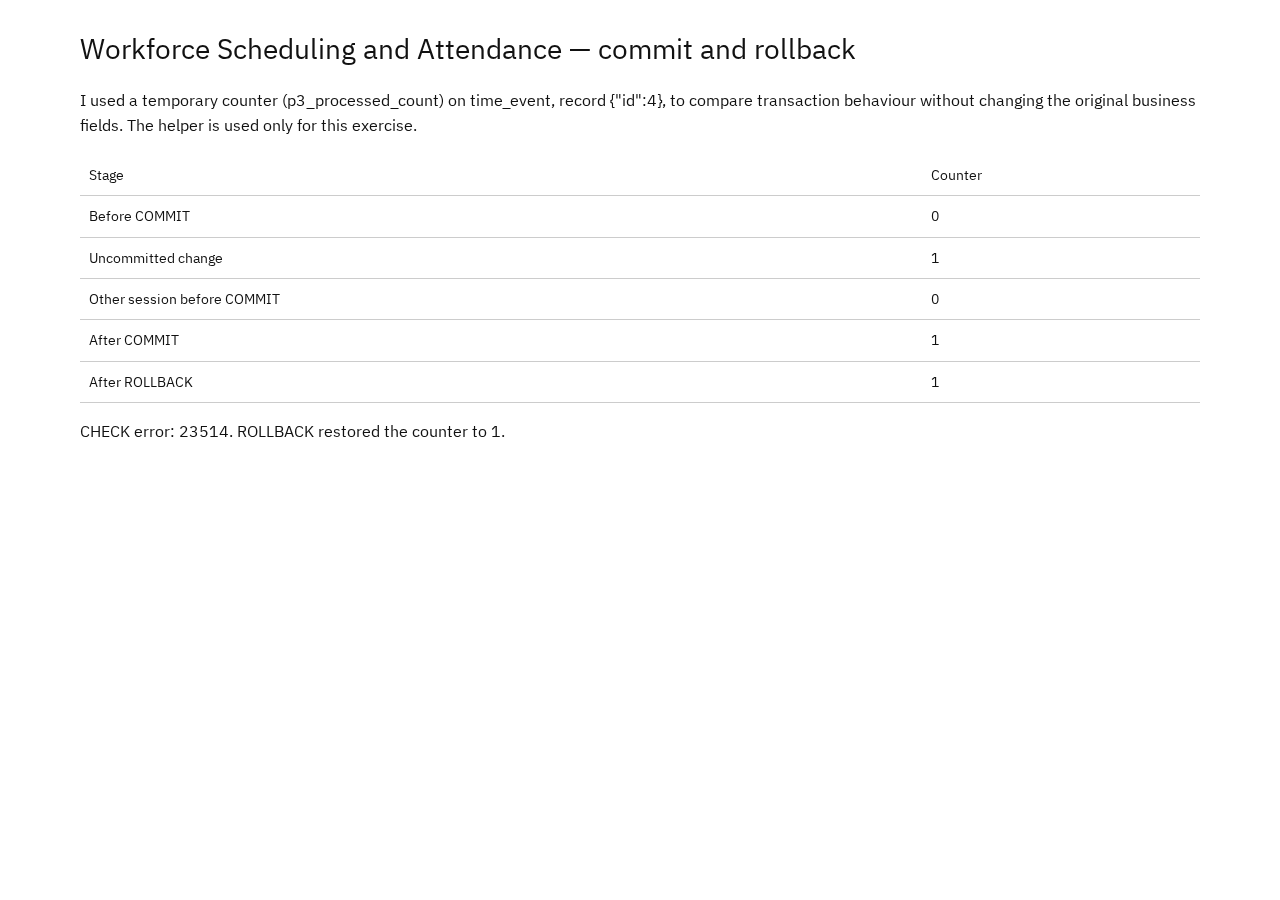 Workforce Scheduling and Attendance — commit and rollback
I used a temporary counter (p3_processed_count) on time_event, record {"id":4}, to compare transaction behaviour without changing the original business
fields. The helper is used only for this exercise.
Stage Counter
Before COMMIT 0
Uncommitted change 1
Other session before COMMIT 0
After COMMIT 1
After ROLLBACK 1
CHECK error: 23514. ROLLBACK restored the counter to 1.